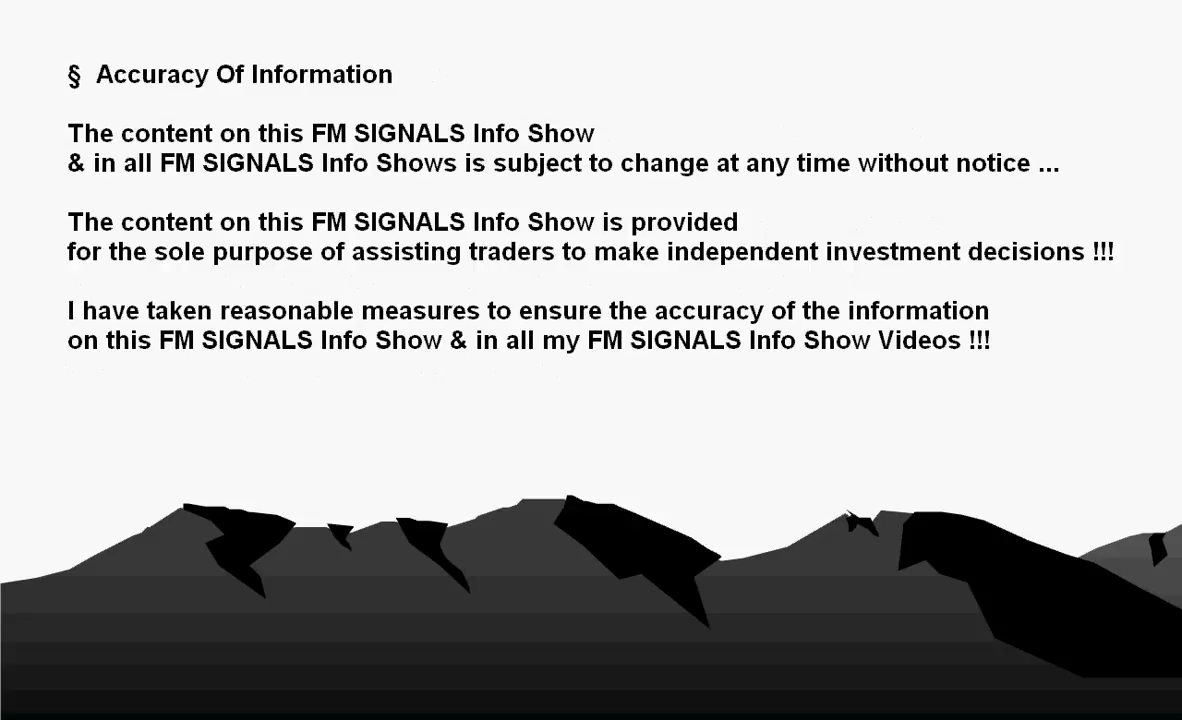 § Accuracy Of Information
The content on this FM SIGNALS Info Show
& in all FM SIGNALS Info Shows is subject to change at any time without notice ...
The content on this FM SIGNALS Info Show is provided
for the sole purpose of assisting traders to make independent investment decisions !!!
I have taken reasonable measures to ensure the accuracy of the information
on this FM SIGNALS Info Show & in all my FM SIGNALS Info Show Videos !!!